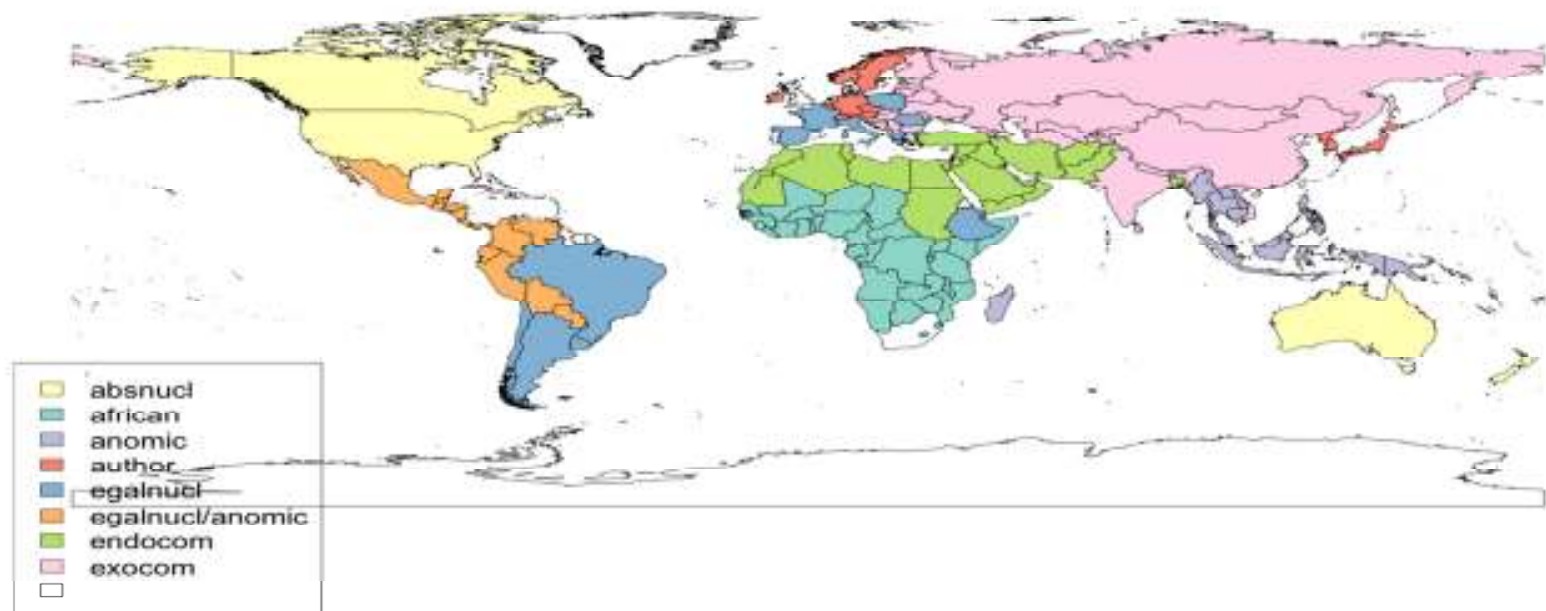 absnucl
african
anomic
author
egalnucl
egalnucl/anomic
endocom
exocom